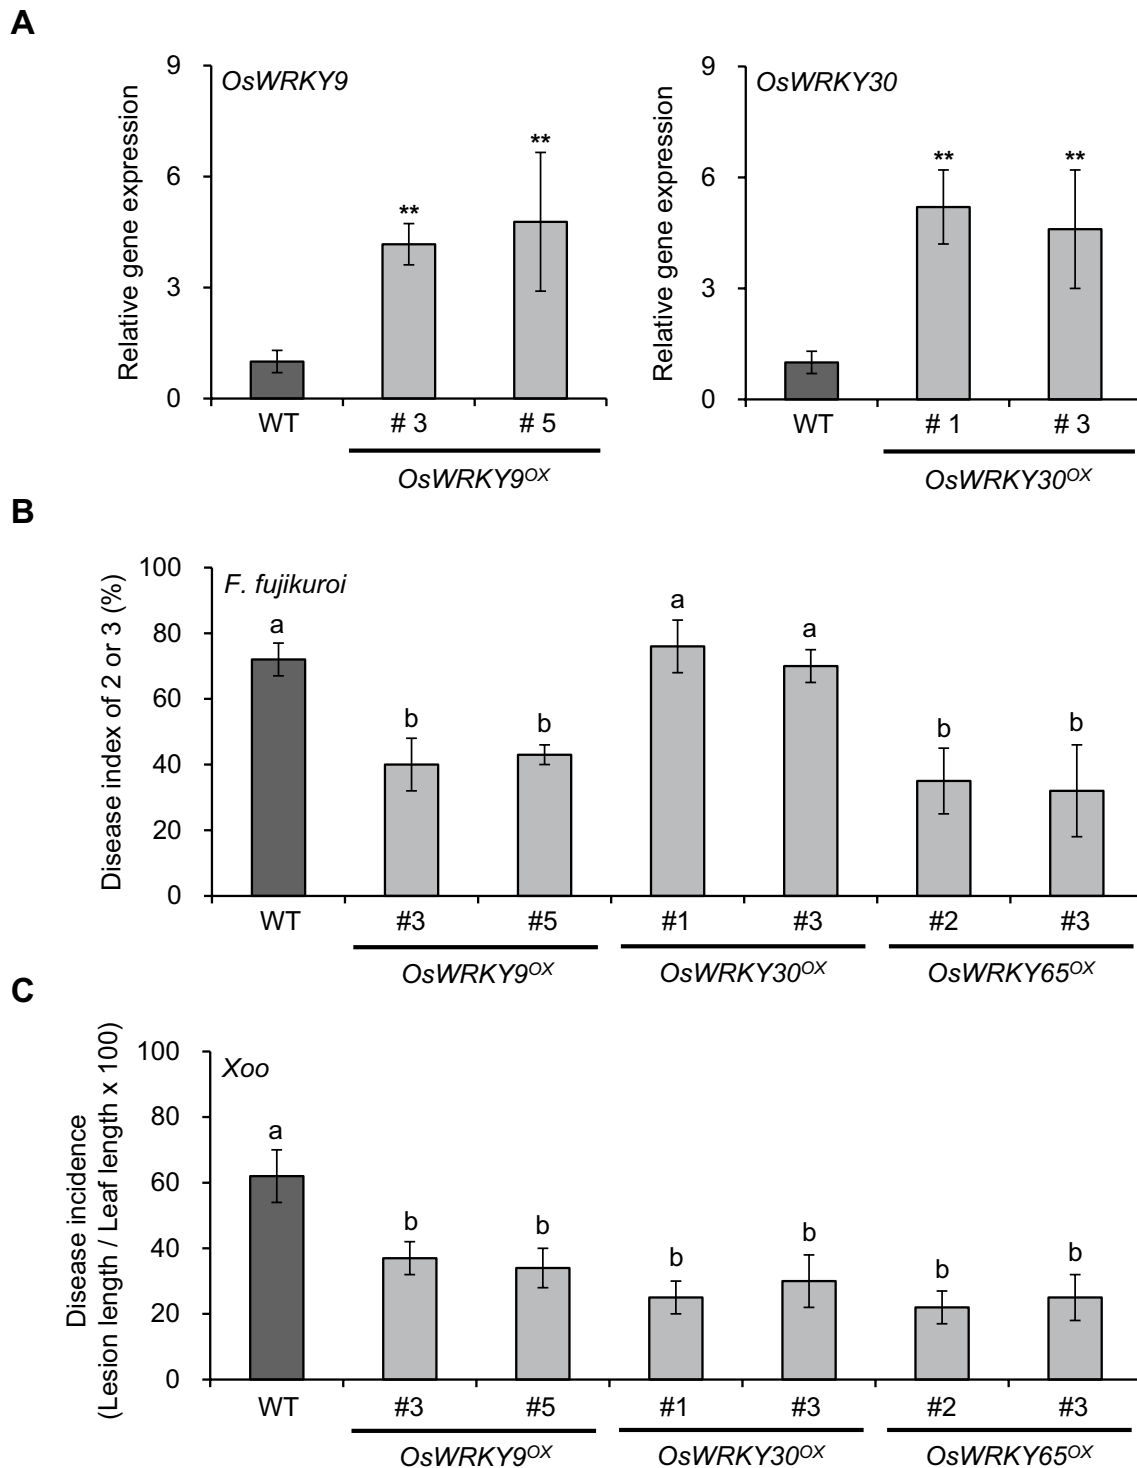 A
Relative gene expression
9
6
3
0
OsWRKY9
**
**
WT
# 3
# 5
OsWRKY9OX
Relative gene expression
9
6
3
0
OsWRKY30
**
**
WT
# 1
# 3
OsWRKY30OX
B
Disease index of 2 or 3 (%)
100
80
60
40
20
0
F. fujikuroi
a
b
b
a
a
b
b
WT
#3
#5
#1
#3
#2
#3
OsWRKY9OX
OsWRKY30OX
OsWRKY65OX
C
Disease incidence
(Lesion length / Leaf length x 100)
100
80
60
40
20
0
Xoo
a
b
b
b
b
b
b
WT
#3
#5
#1
#3
#2
#3
OsWRKY9OX
OsWRKY30OX
OsWRKY65OX